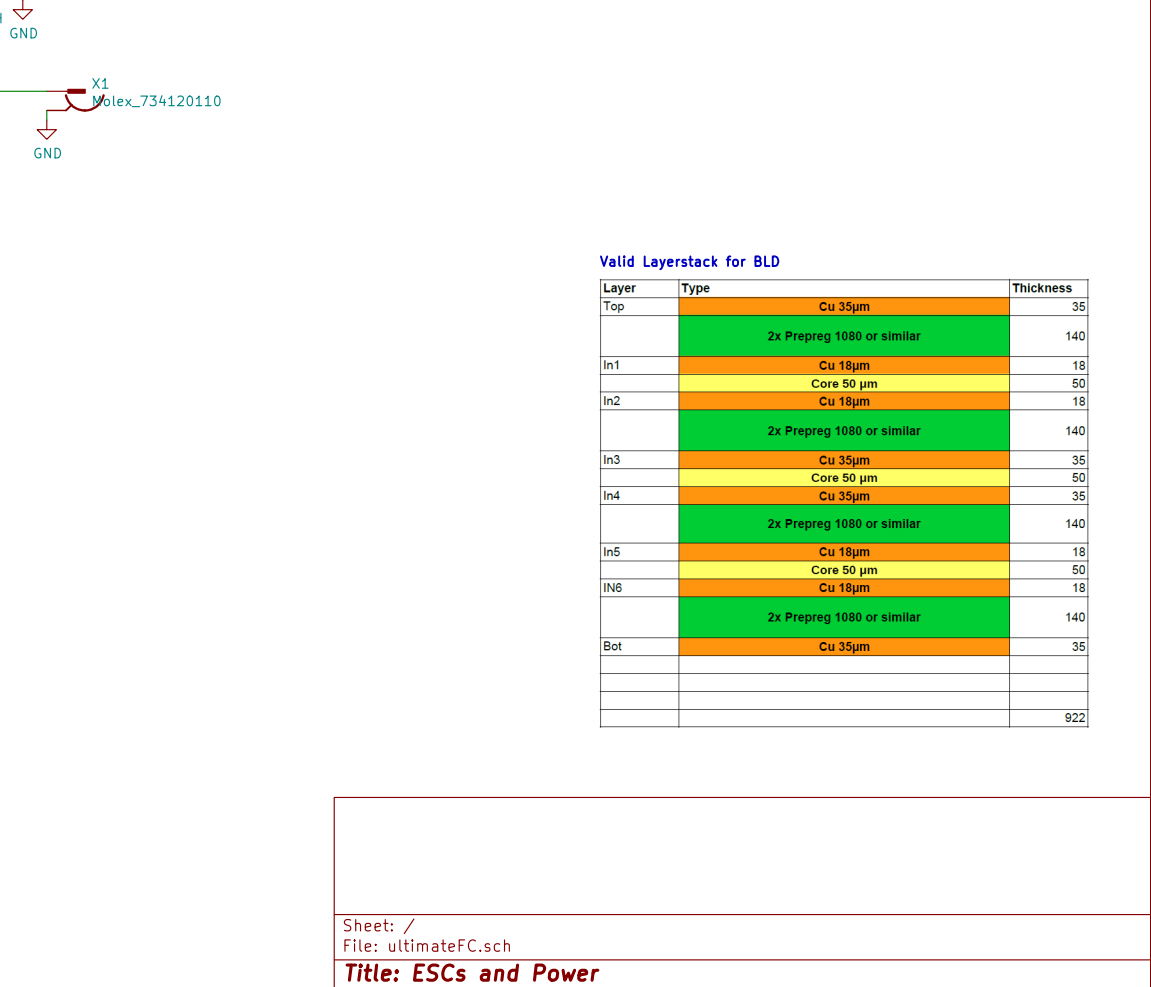 GND
X1
Molex_734120110
GND
Valid Layerstack for BLD
Layer Type Thickness
Top Cu 35µm 35
2x Prepreg 1080 or similar 140
In1 Cu 18µm 18
Core 50 µm 50
In2 Cu 18µm 18
2x Prepreg 1080 or similar 140
In3 Cu 35µm 35
Core 50 µm 50
In4 Cu 35µm 35
2x Prepreg 1080 or similar 140
In5 Cu 18µm 18
Core 50 µm 50
IN6 Cu 18µm 18
2x Prepreg 1080 or similar 140
Bot Cu 35µm 35
922
Sheet: /
File: ultimateFC.sch
Title: ESCs and Power